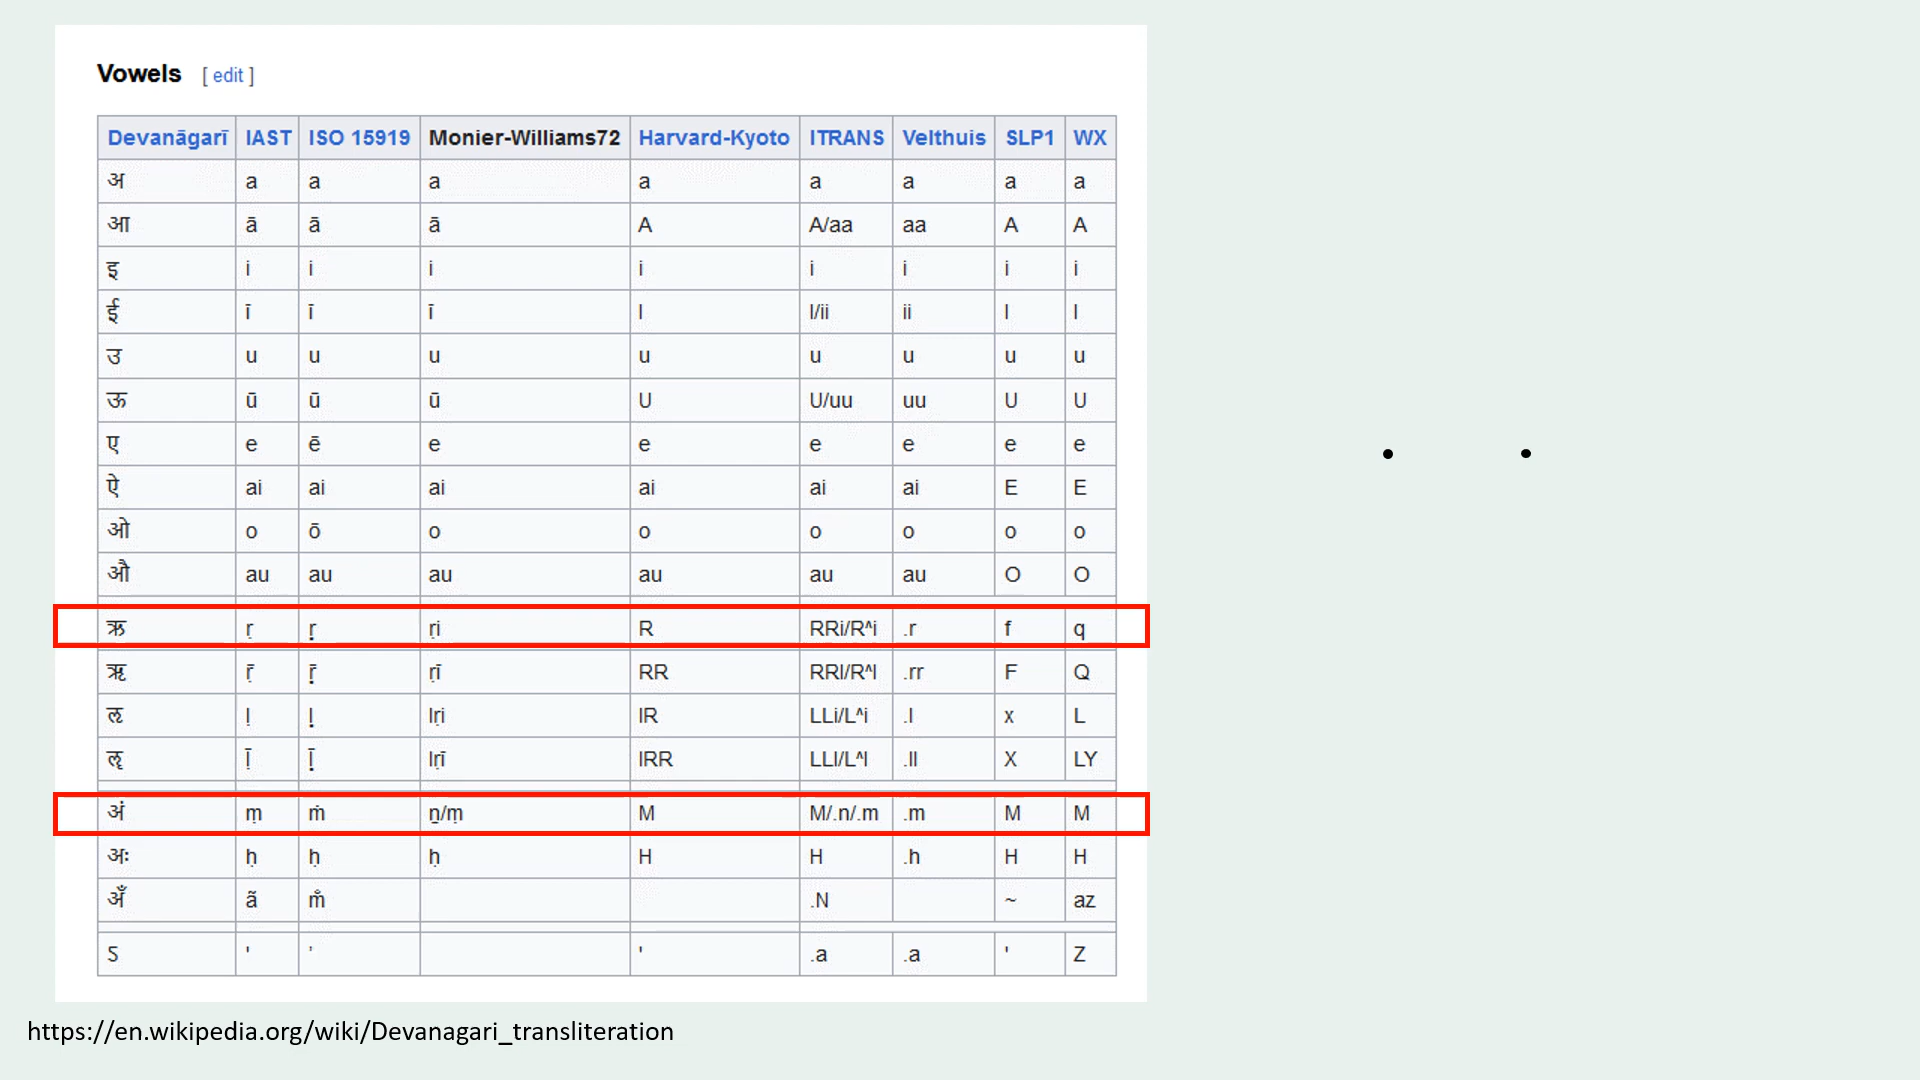 Vowels [ edit ]
Devanāgarī IAST ISO 15919 Monier-Williams72 Harvard-Kyoto ITRANS Velthuis SLP1 WX
अ a a a a a a a a
आ ā ā ā A A/aa aa A A
इ i i i i i i i i
ई ī ī ī I I/ii ii I I
उ u u u u u u u u
ऊ ū ū ū U U/uu uu U U
ए e ē e e e e e e
ऐ ai ai ai ai ai ai E E
ओ o ō o o o o o o
औ au au au au au au O O
ऋ ṛ r̥ ṛi R RRi/R^i .r f q
ॠ ṝ r̥̄ ṛī RR RRI/R^I .rr F Q
ऌ ḷ l̥ lṛi lR LLi/L^i .l x L
ॡ ḹ l̥̄ lṛī lRR LLI/L^I .ll X LY
अं ṃ ṁ ṉ/ṃ M M/.n/.m .m M M
अः ḥ ḥ ḥ H H .h H H
अँ ã m̐ .N ~ az
ऽ ' ’ ' .a .a ' Z
https://en.wikipedia.org/wiki/Devanagari_transliteration